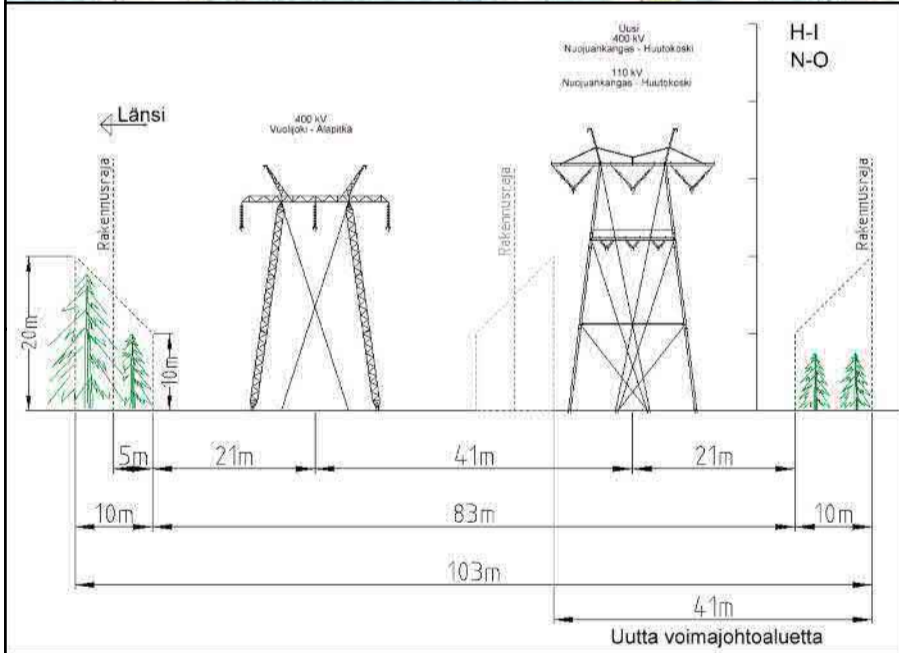 Uusi
400 kV
Nuojuankangas - Huutokoski
110 kV
Nuojuankangas - Huutokoski
H-I
N-O
Länsi
400 kV
Vuolijoki - Alapitkä
Rakennusraja
Rakennusraja
Rakennusraja
20m
10m
5m
21m
41m
21m
10m
83m
10m
103m
41m
Uutta voimajohtoaluetta